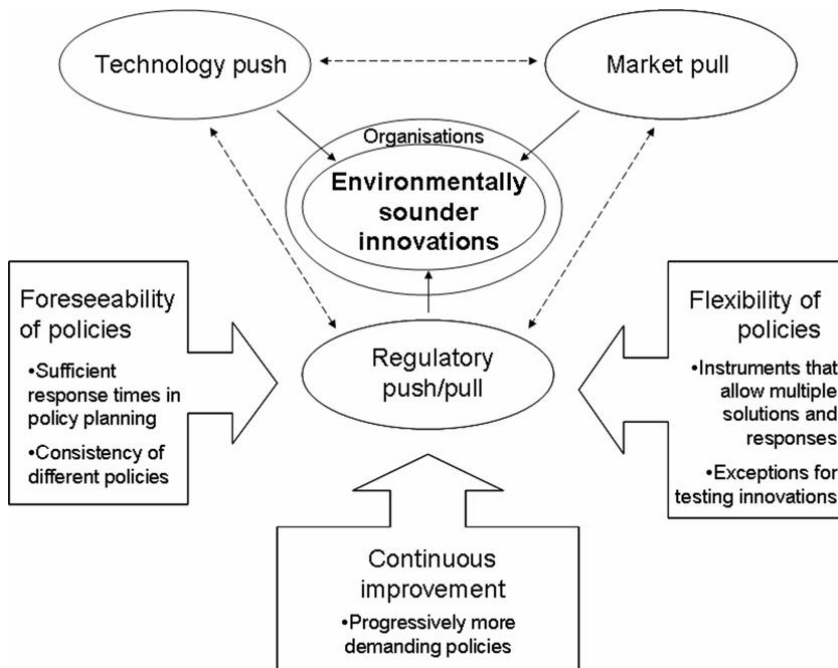 Technology push
Market pull
Organisations
Environmentally
sounder
innovations
Foreseeability
of policies
•Sufficient
response times in
policy planning
•Consistency of
different policies
Regulatory
push/pull
Flexibility of
policies
•Instruments that
allow multiple
solutions and
responses
•Exceptions for
testing innovations
Continuous
improvement
•Progressively more
demanding policies